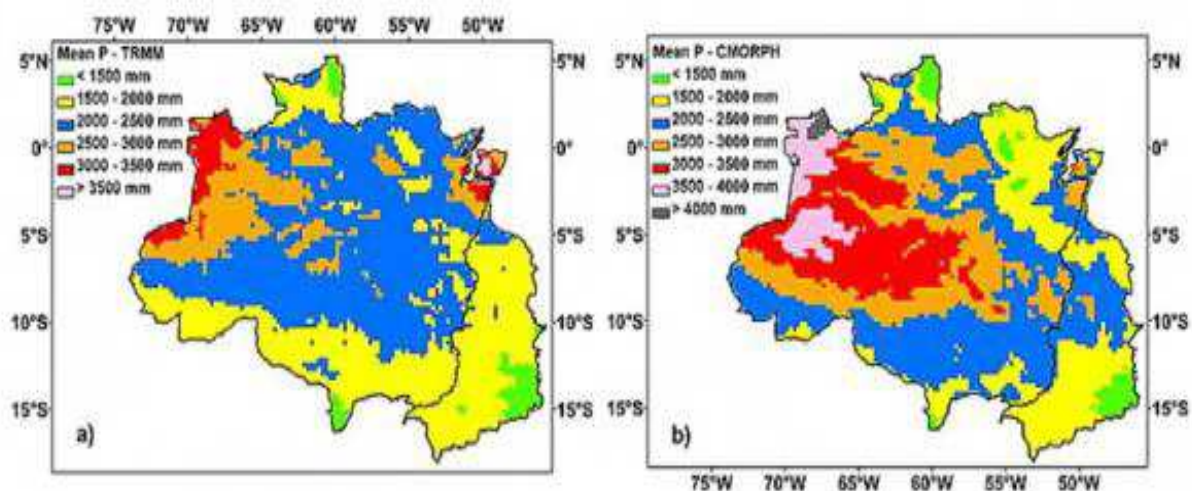 75°W 70°W 65°W 60°W 55°W 50°W
5°N
Mean P - TRMM
< 1500 mm
1500 - 2000 mm
2000 - 2500 mm
2500 - 3000 mm
3000 - 3500 mm
> 3500 mm
0°
5°S
10°S
15°S
5°N
0°
5°S
10°S
15°S
a)
5°N
Mean P - CMORPH
< 1500 mm
1500 - 2000 mm
2000 - 2500 mm
2500 - 3000 mm
3000 - 3500 mm
3500 - 4000 mm
> 4000 mm
0°
5°S
10°S
15°S
5°N
0°
5°S
10°S
15°S
b)
75°W 70°W 65°W 60°W 55°W 50°W